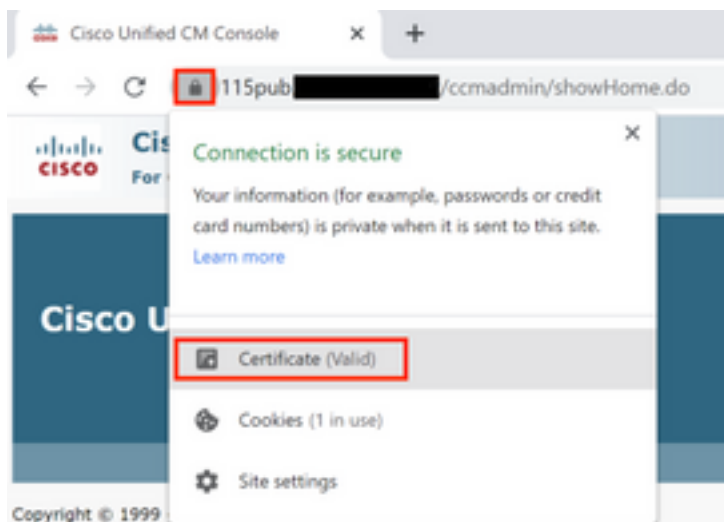 Cisco Unified CM Console
115pub /ccmadmin/showHome.do
CISCO
Cis
For
Connection is secure
Your information (for example, passwords or credit
card numbers) is private when it is sent to this site.
Learn more
Cisco U
Certificate (Valid)
Cookies (1 in use)
Site settings
Copyright © 1999